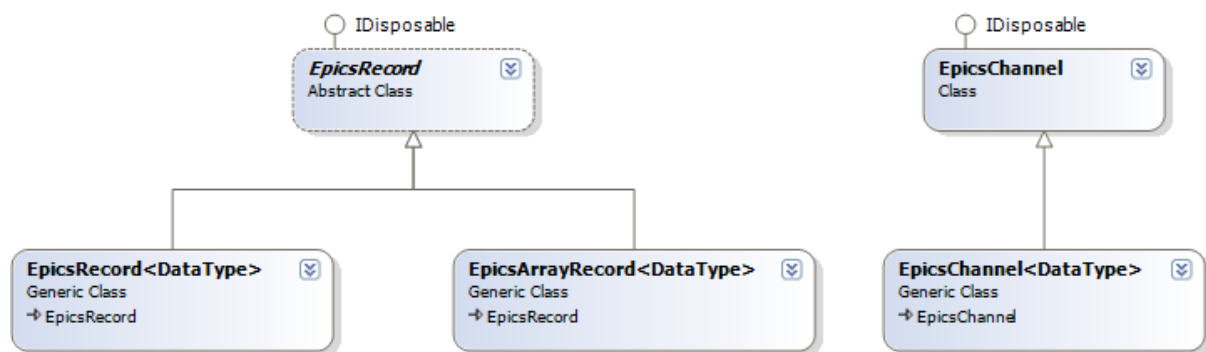 IDisposable
EpicsRecord
Abstract Class
IDisposable
EpicsChannel
Class
EpicsRecord<DataType>
Generic Class
EpicsRecord
EpicsArrayRecord<DataType>
Generic Class
EpicsRecord
EpicsChannel<DataType>
Generic Class
EpicsChannel